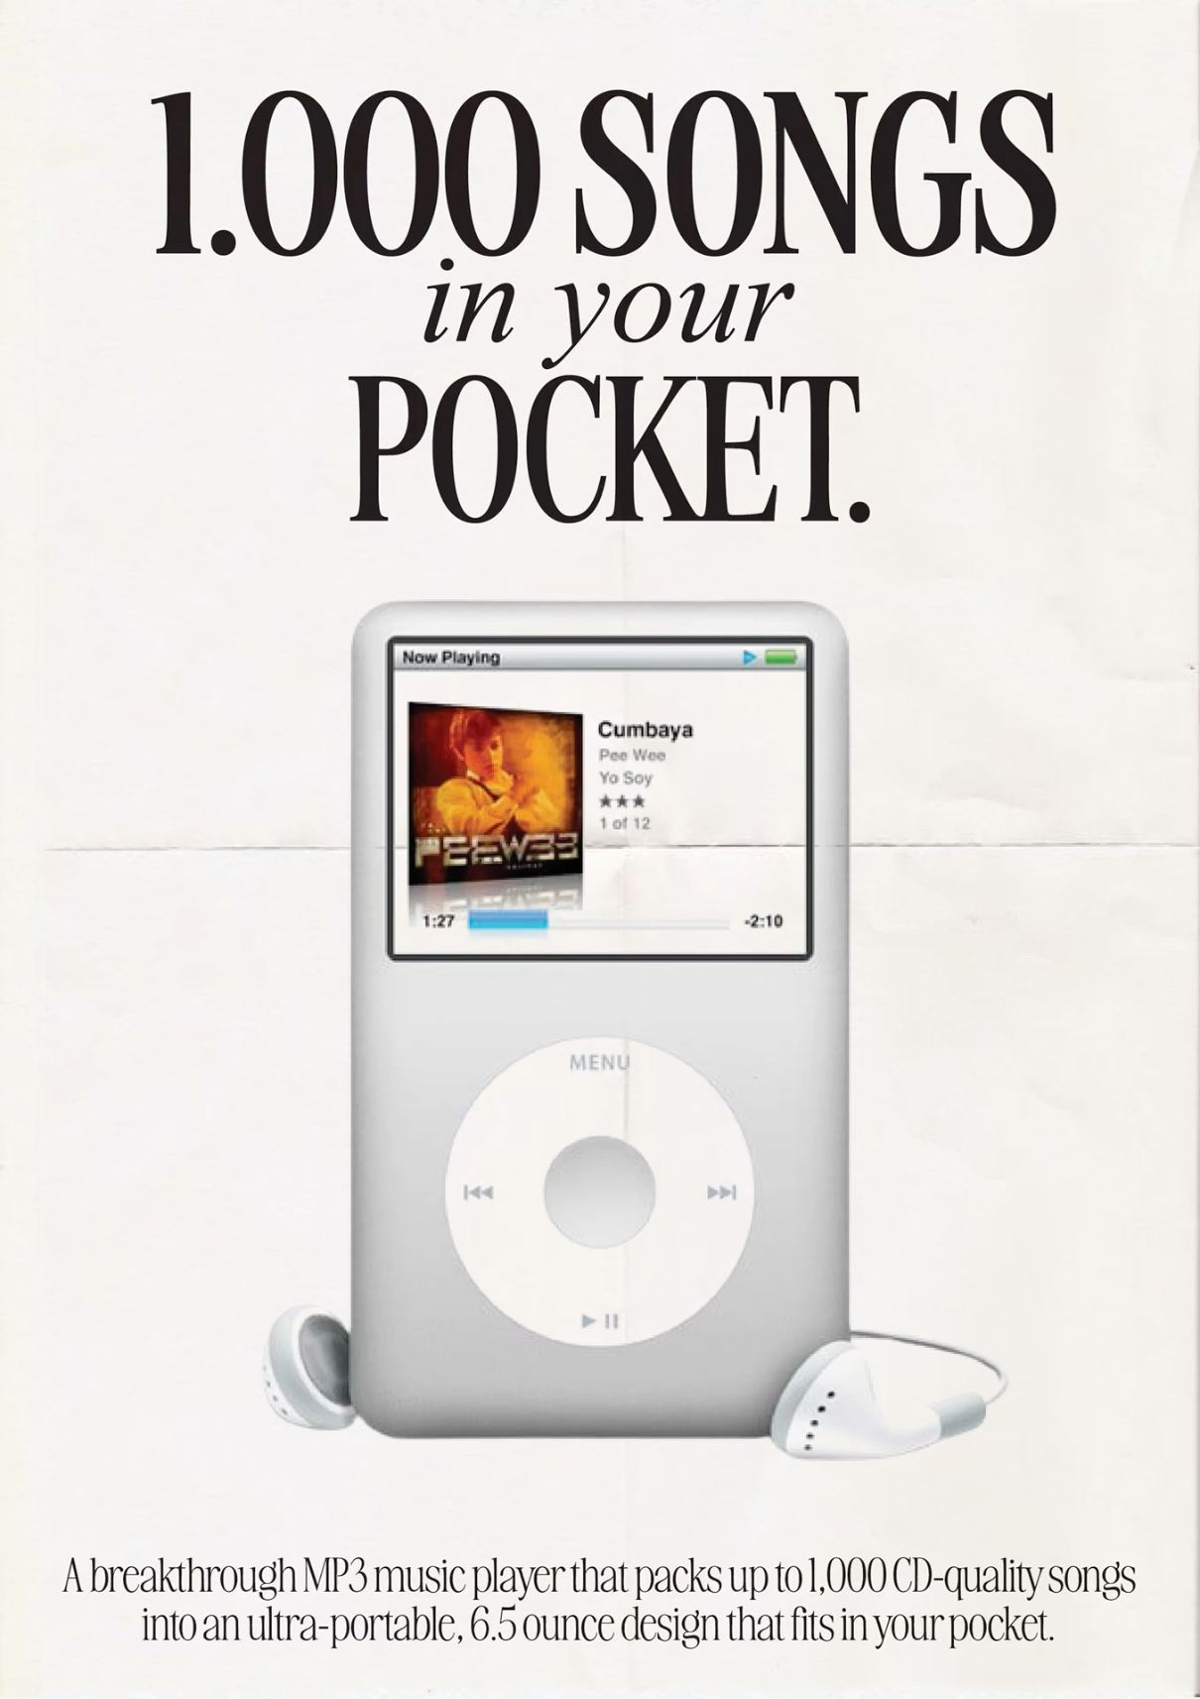 1.000 SONGS
in your
POCKET.
Now Playing
Cumbaya
Pee Wee
Yo Soy
★★★
1 of 12
PEEW33
1:27
-2:10
MENU
A breakthrough MP3 music player that packs up to 1,000 CD-quality songs
into an ultra-portable, 6.5 ounce design that fits in your pocket.